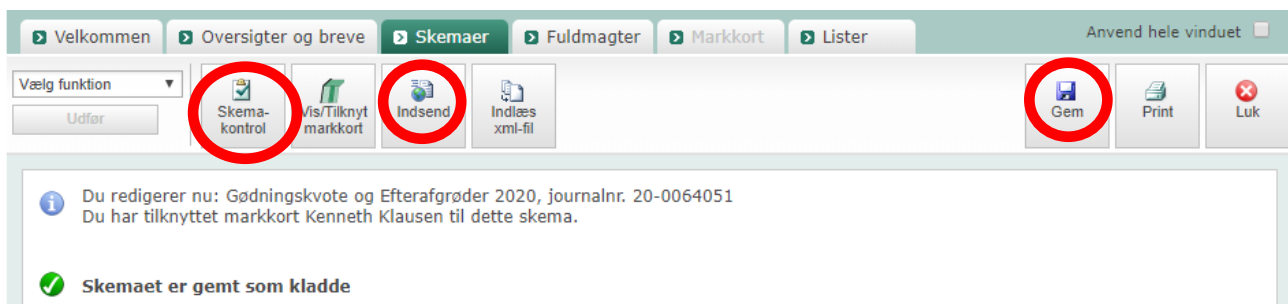 Velkommen Oversigter og breve Skemaer Fuldmagter Markkort Lister Anvend hele vinduet
Vælg funktion
Udfør
Skema-
kontrol
Vis/Tilknyt
markkort
Indsend
Indlæs
xml-fil
Gem
Print
Luk
Du redigerer nu: Gødningskvote og Efterafgrøder 2020, journalnr. 20-0064051
Du har tilknyttet markkort Kenneth Klausen til dette skema.
Skemaet er gemt som kladde